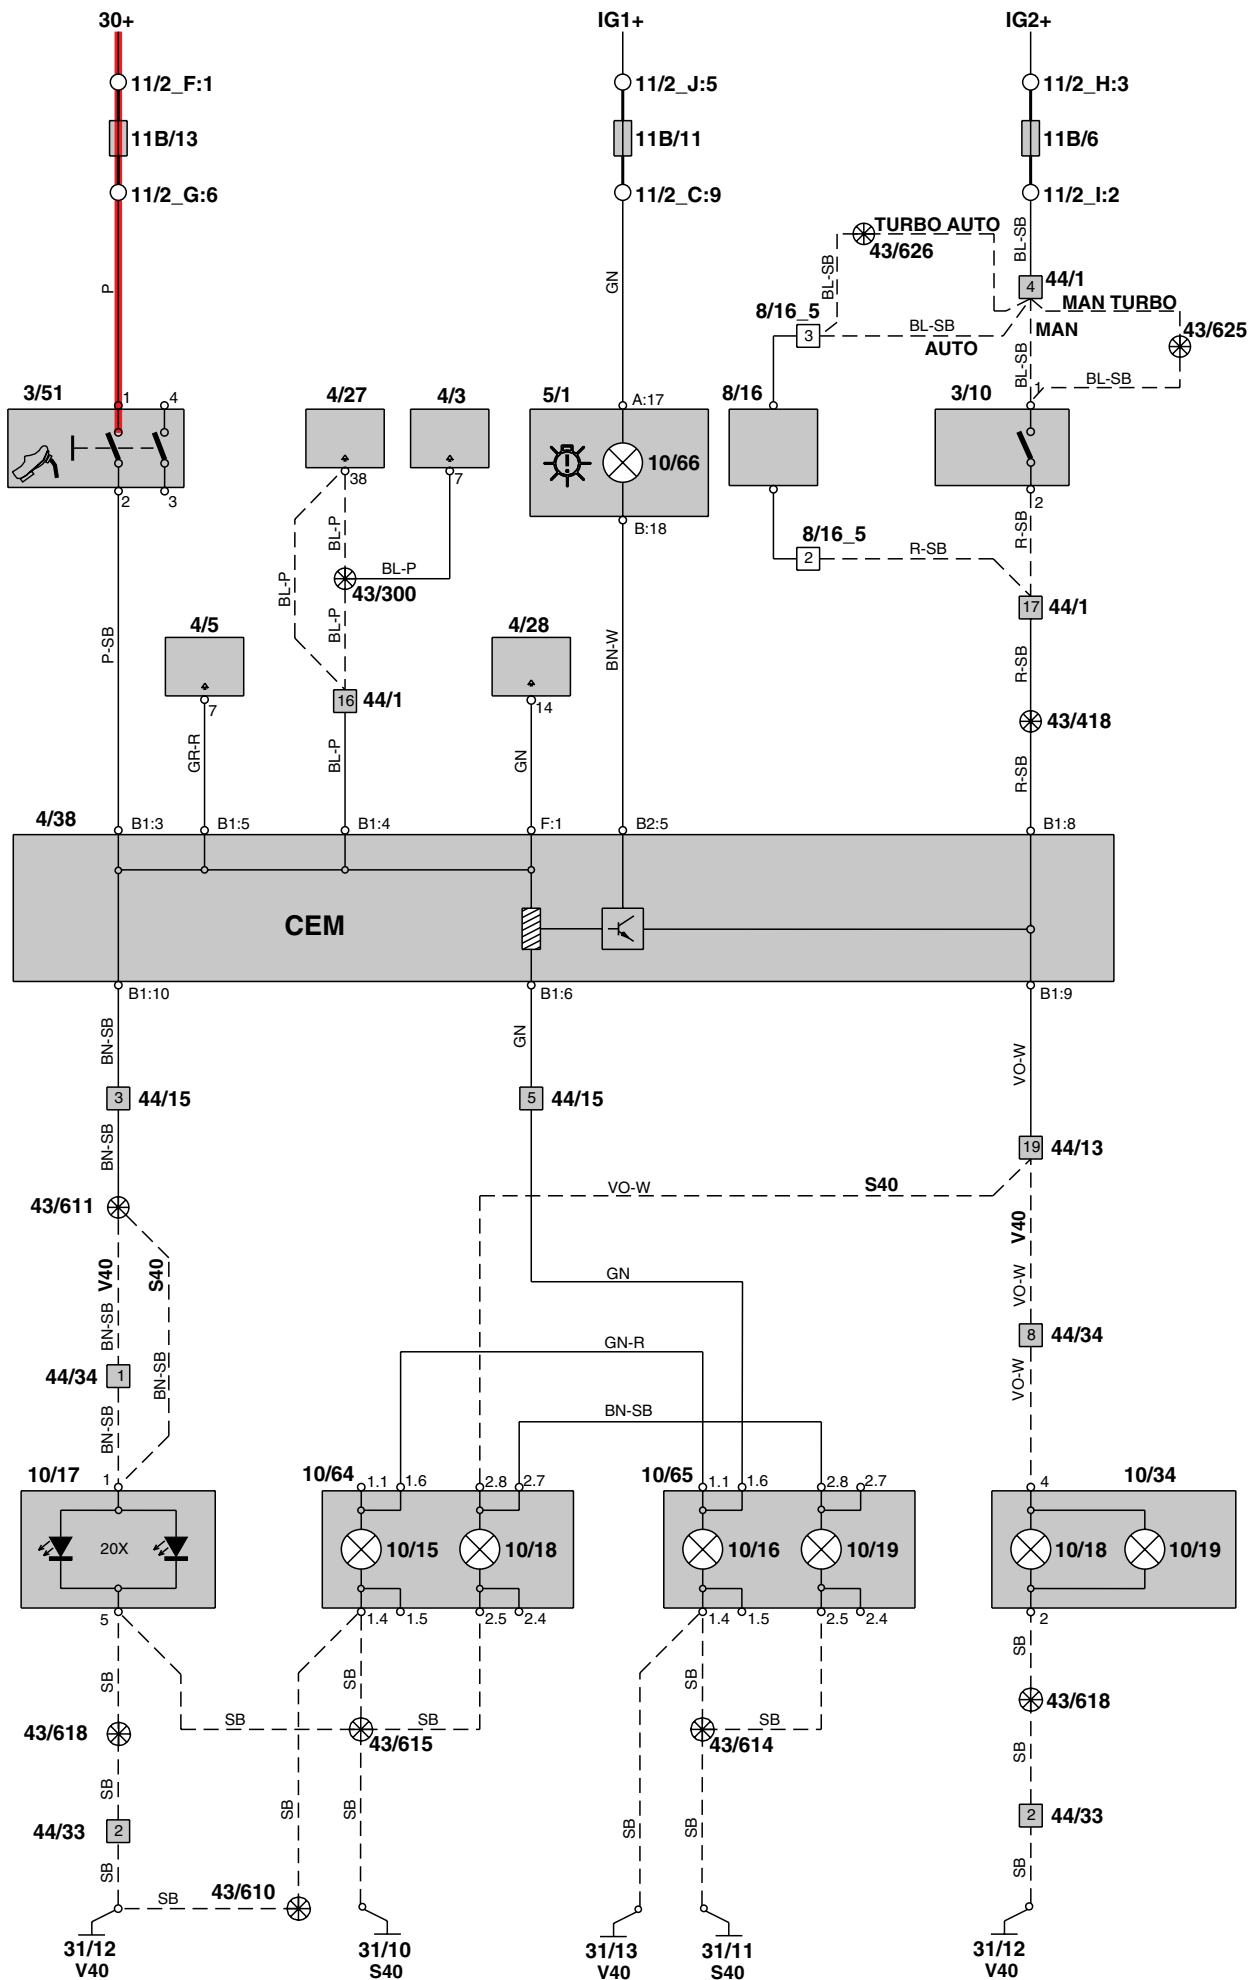 30+ IG1+ IG2+
11/2_F:1 11/2_J:5 11/2_H:3
11B/13 11B/11 11B/6
11/2_G:6 11/2_C:9 11/2_I:2
TURBO AUTO
BL-SB
43/626
BL-SB
P
GN
4 44/1
MAN TURBO
8/16_5
3
BL-SB
AUTO
MAN
43/625
BL-SB
BL-SB
3/51 1 4
4/27 4/3 5/1 A:17 8/16 3/10 1
10/66
2 3
38 7
B:18
2
BL-P
BL-P
BL-P
43/300
8/16_5
2
R-SB
R-SB
17 44/1
P-SB
4/5
BL-P
4/28
BN-W
R-SB
7
16 44/1
14
43/418
GR-R
BL-P
GN
R-SB
4/38 B1:3 B1:5 B1:4 F:1 B2:5 B1:8
CEM
B1:10 B1:6 B1:9
BN-SB
GN
VO-W
3 44/15
5 44/15
BN-SB
19 44/13
VO-W
S40
43/611
V40
V40
S40
GN
VO-W
BN-SB
GN-R
8 44/34
44/34 1
BN-SB
VO-W
BN-SB
BN-SB
10/17 1
10/64 1.1 1.6 2.8 2.7
10/65 1.1 1.6 2.8 2.7
4 10/34
20X
10/15 10/18
10/16 10/19
10/18 10/19
5
1.4 1.5 2.5 2.4
1.4 1.5 2.5 2.4
2
SB
SB
SB
SB
43/618
SB
SB
43/615
SB
43/614
43/618
SB
SB
SB
SB
SB
SB
44/33 2
2 44/33
SB
SB
SB
43/610
31/12
V40
31/10
S40
31/13
V40
31/11
S40
31/12
V40